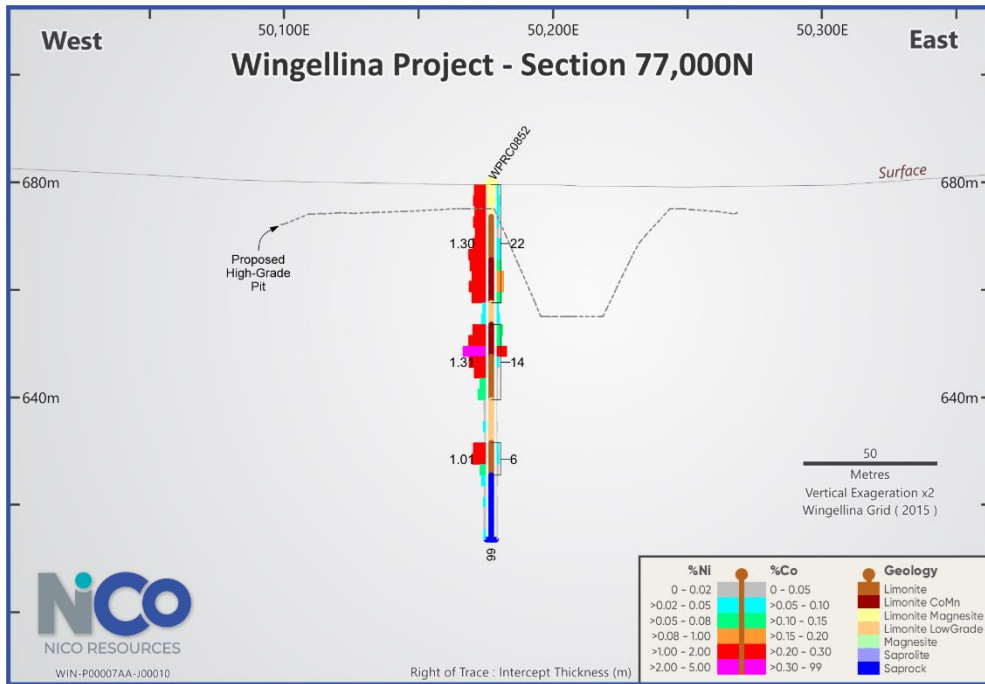 50,100E
50,200E
50,300E
West
East
Wingellina Project - Section 77,000N
WPRC0852
680m
Surface
680m
Proposed
High-Grade
Pit
1.30
22
1.31
14
640m
640m
1.01
6
50
Metres
Vertical Exageration x2
Wingellina Grid ( 2015 )
99
%Ni %Co Geology
0 - 0.02 0 - 0.05 Limonite
>0.02 - 0.05 >0.05 - 0.10 Limonite CoMn
>0.05 - 0.08 >0.10 - 0.15 Limonite Magnesite
>0.08 - 1.00 >0.15 - 0.20 Limonite LowGrade
>1.00 - 2.00 >0.20 - 0.30 Magnesite
>2.00 - 5.00 >0.30 - 99 Saprolite
Saprock
NiCo
NICO RESOURCES
WIN-P00007AA-J00010
Right of Trace : Intercept Thickness (m)